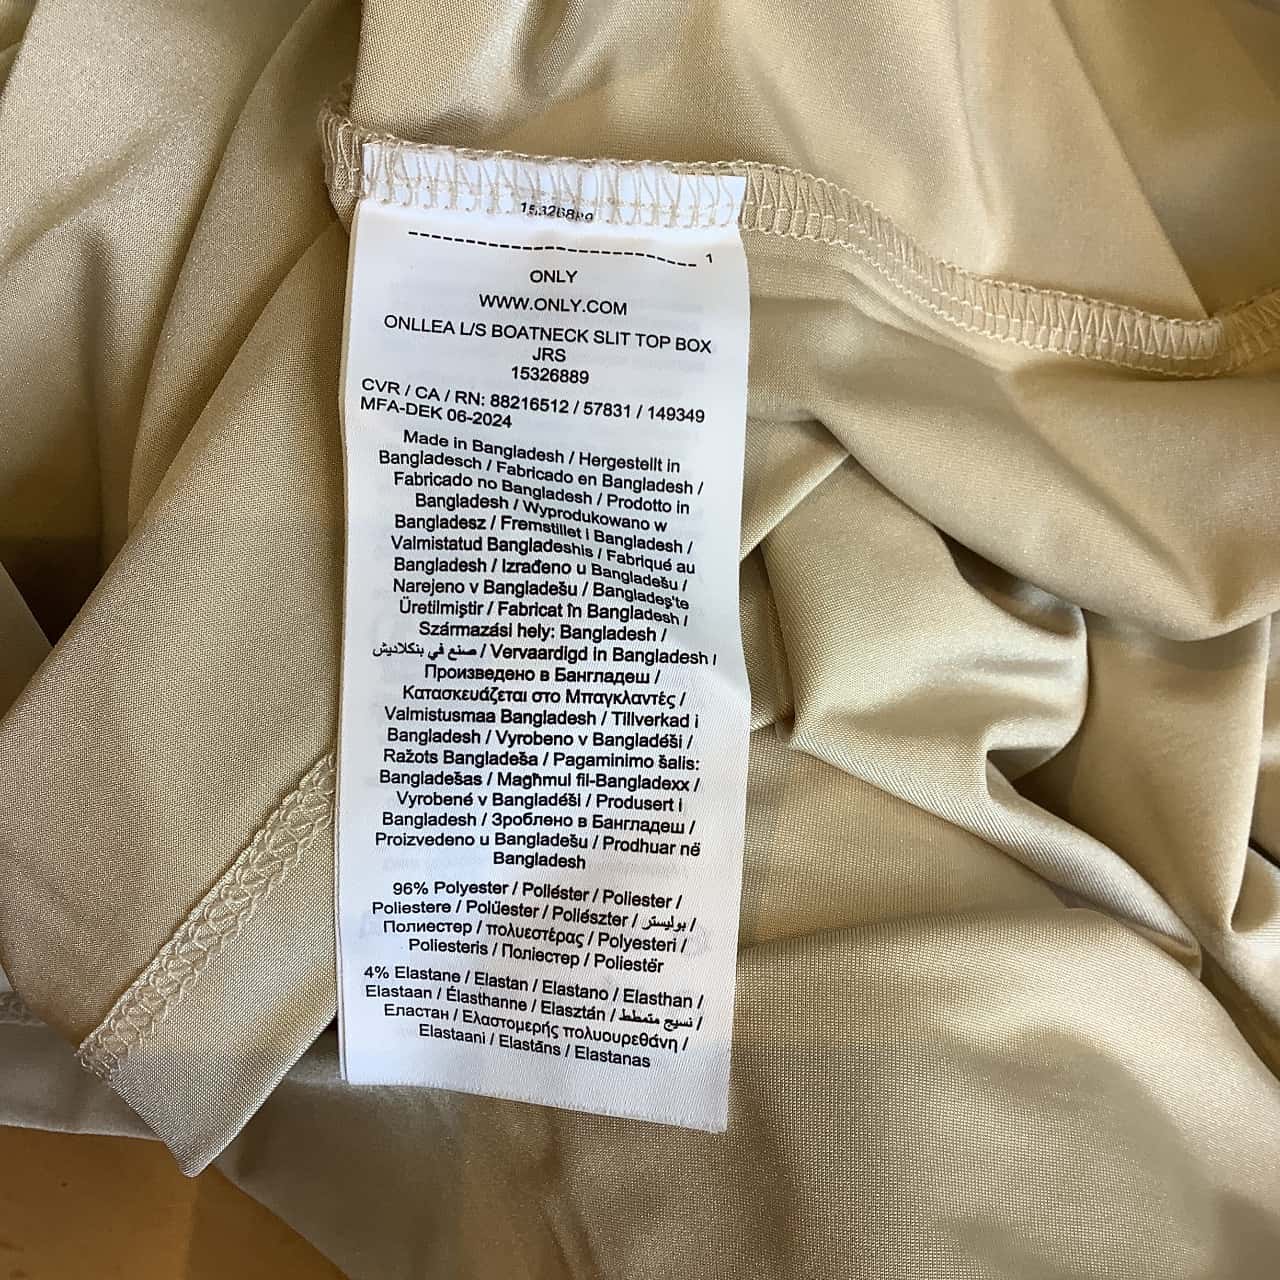 15326889
1
ONLY
WWW.ONLY.COM
ONLLEA L/S BOATNECK SLIT TOP BOX
JRS
15326889
CVR / CA / RN: 88216512 / 57831 / 149349
MFA-DEK 06-2024
Made in Bangladesh / Hergestellt in
Bangladesch / Fabricado en Bangladesh /
Fabricado no Bangladesh / Prodotto in
Bangladesh / Wyprodukowano w
Bangladesz / Fremstillet i Bangladesh /
Valmistatud Bangladeshis / Fabriqué au
Bangladesh / Izrađeno u Bangladešu /
Narejeno v Bangladešu / Bangladeş'te
Üretilmiştir / Fabricat în Bangladesh /
Származási hely: Bangladesh /
صنع في بنكلاديش / Vervaardigd in Bangladesh /
Произведено в Бангладеш /
Κατασκευάζεται στο Μπαγκλαντές /
Valmistusmaa Bangladesh / Tillverkad i
Bangladesh / Vyrobeno v Bangladéši /
Ražots Bangladeša / Pagaminimo šalis:
Bangladešas / Magħmul fil-Bangladexx /
Vyrobené v Bangladéši / Produsert i
Bangladesh / Зроблено в Бангладеш /
Proizvedeno u Bangladešu / Prodhuar në
Bangladesh
96% Polyester / Poliéster / Poliester /
Poliestere / Polüester / Poliészter / بوليستر /
Полиестер / πολυεστέρας / Polyesteri /
Poliesteris / Поліестер / Poliestër
4% Elastane / Elastan / Elastano / Elasthan /
Elastaan / Élasthanne / Elasztán / نسيج متمطط /
Еластан / Ελαστομερής πολυουρεθάνη /
Elastaani / Elastāns / Elastanas